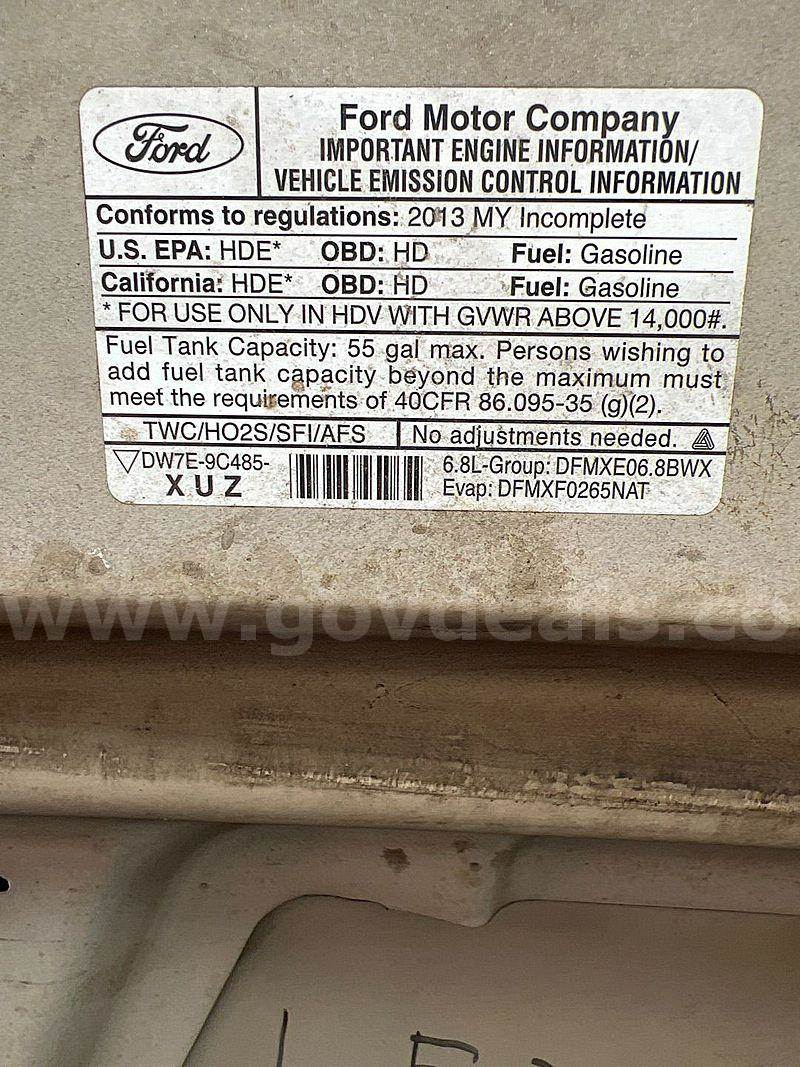 Ford
Ford Motor Company
IMPORTANT ENGINE INFORMATION/
VEHICLE EMISSION CONTROL INFORMATION
Conforms to regulations: 2013 MY Incomplete
U.S. EPA: HDE* OBD: HD Fuel: Gasoline
California: HDE* OBD: HD Fuel: Gasoline
* FOR USE ONLY IN HDV WITH GVWR ABOVE 14,000#.
Fuel Tank Capacity: 55 gal max. Persons wishing to
add fuel tank capacity beyond the maximum must
meet the requirements of 40CFR 86.095-35 (g)(2).
TWC/HO2S/SFI/AFS No adjustments needed.
DW7E-9C485-
XUZ
6.8L-Group: DFMXE06.8BWX
Evap: DFMXF0265NAT
www.govdeals.co